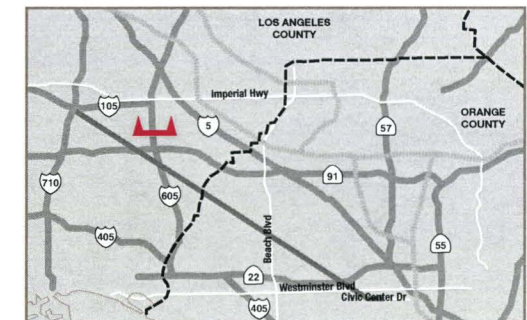 LOS ANGELES
COUNTY
Imperial Hwy
105
5
57
ORANGE
COUNTY
91
710
605
405
Beach Blvd
55
22
Westminster Blvd
Civic Center Dr.
405